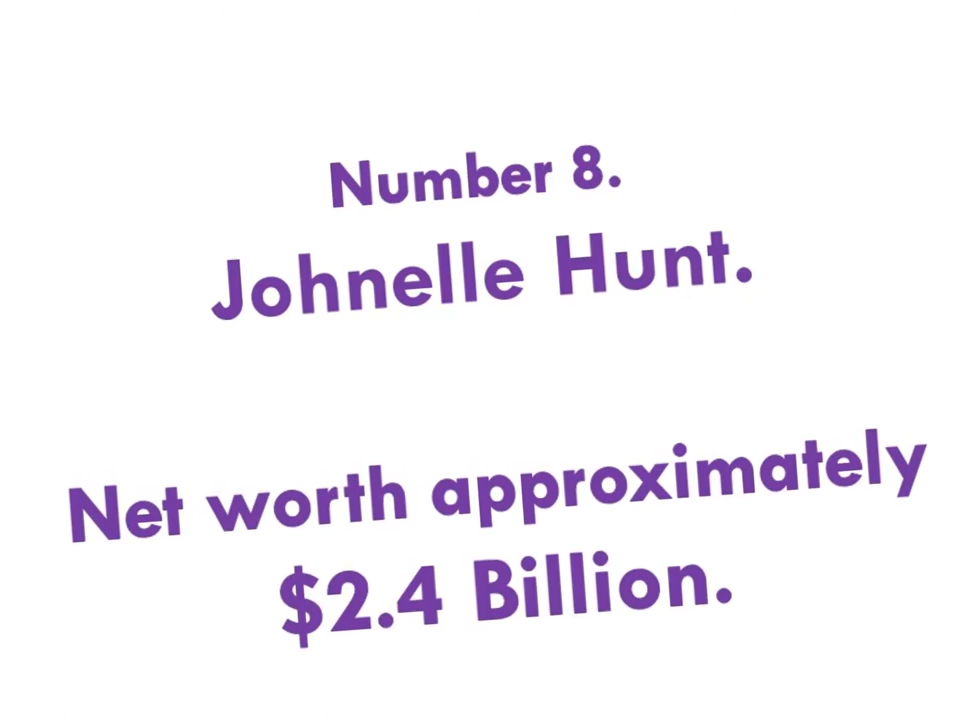 Number 8.
Johnelle Hunt.
Net worth approximately
$2.4 Billion.